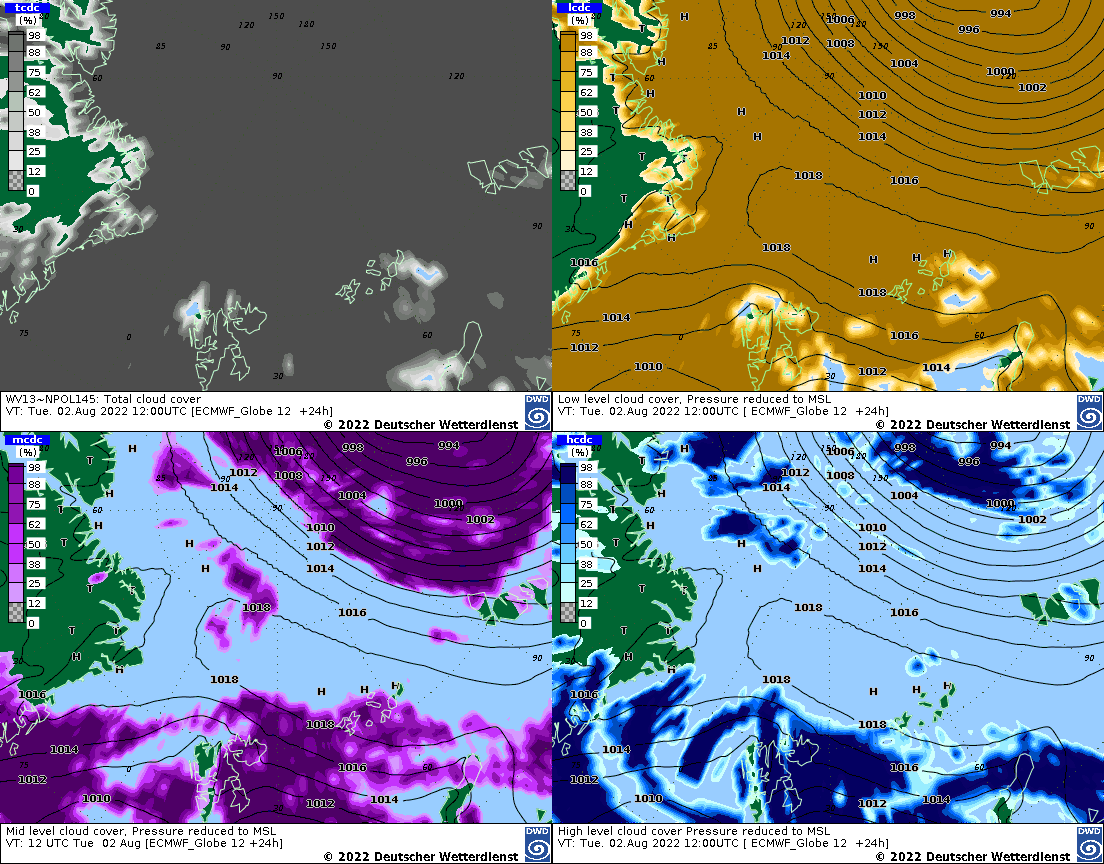 tcdc
(%)
98
88
75
62
50
38
25
12
0
150
120
180
85
90
150
60
90
120
90
30
75
0
60
30
WV13~NPOL145: Total cloud cover
VT: Tue. 02.Aug 2022 12:00UTC [ECMWF_Globe 12 +24h]
© 2022 Deutscher Wetterdienst
DWD
lcdc
(%)
98
88
75
62
50
38
25
12
0
H
T
H
T
H
T
H
H
T
T
T
H
H
H
H
H
998
994
1006
996
1012
1008
1014
1004
1000
1002
1010
1012
1014
1018
1016
1018
1016
1018
1014
1016
1012
1010
1012
1014
120
85
150
60
90
120
90
30
75
0
60
30
Low level cloud cover, Pressure reduced to MSL
VT: Tue. 02.Aug 2022 12:00UTC [ ECMWF_Globe 12 +24h]
© 2022 Deutscher Wetterdienst
DWD
mcdc
(%)
98
88
75
62
50
38
25
12
0
H
T
H
T
H
T
H
H
T
T
T
H
H
H
H
H
998
994
1006
996
1012
1008
1014
1004
1000
1002
1010
1012
1014
1018
1016
1018
1016
1018
1014
1016
1012
1010
1012
1014
85
60
90
90
30
75
0
60
30
Mid level cloud cover, Pressure reduced to MSL
VT: 12 UTC Tue 02 Aug [ECMWF_Globe 12 +24h]
© 2022 Deutscher Wetterdienst
DWD
hcdc
(%)
98
88
75
62
50
38
25
12
0
H
T
H
H
H
T
T
H
H
H
H
H
998
994
1006
996
1012
1008
1014
1004
1000
1002
1010
1012
1014
1018
1016
1018
1016
1018
1014
1016
1012
1010
1012
1014
120
90
90
High level cloud cover Pressure reduced to MSL
VT: Tue. 02.Aug 2022 12:00UTC [ ECMWF_Globe 12 +24h]
© 2022 Deutscher Wetterdienst
DWD